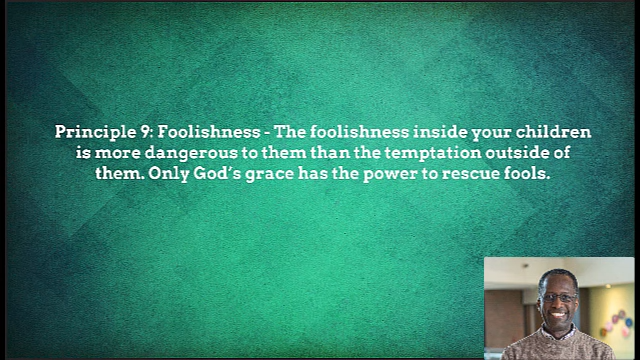 Principle 9: Foolishness - The foolishness inside your children
is more dangerous to them than the temptation outside of
them. Only God’s grace has the power to rescue fools.